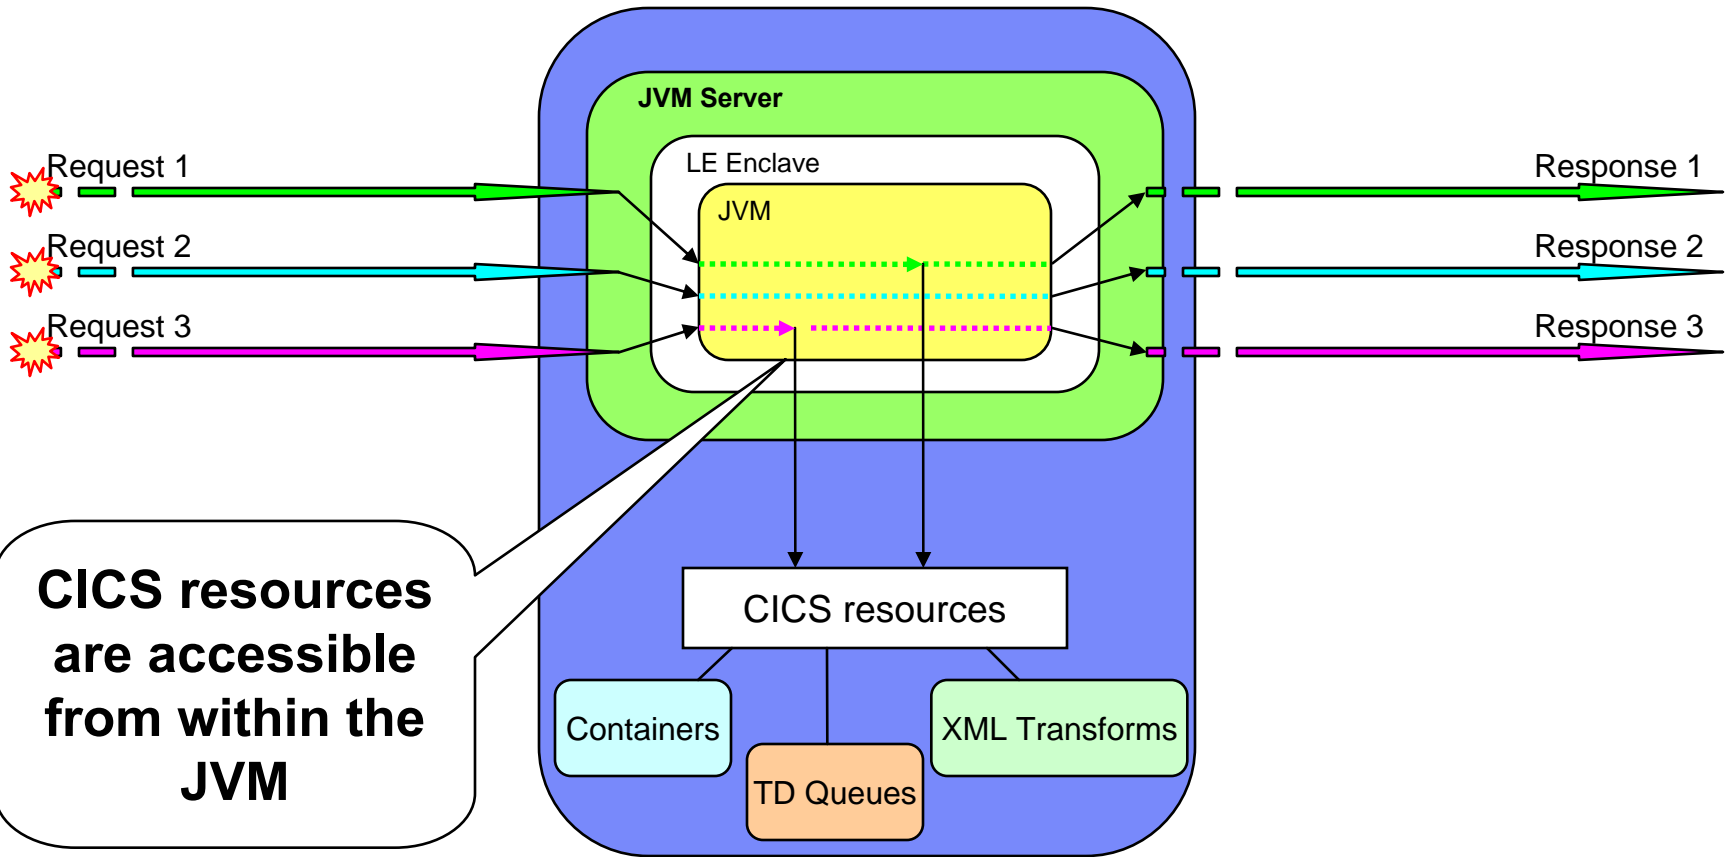 JVM Server
LE Enclave
JVM
Request 1
Request 2
Request 3
Response 1
Response 2
Response 3
CICS resources
are accessible
from within the
JVM
CICS resources
Containers
TD Queues
XML Transforms